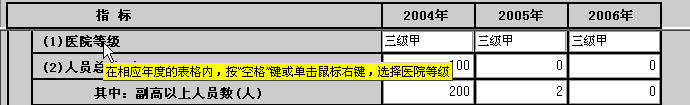 指 标 2004年 2005年 2006年
(1)医院等级 三级甲 三级甲 三级甲
(2)人员总 100 0 0
在相应年度的表格内，按"空格"键或单击鼠标右键，选择医院等级
其中：副高以上人员数(人) 200 2 0